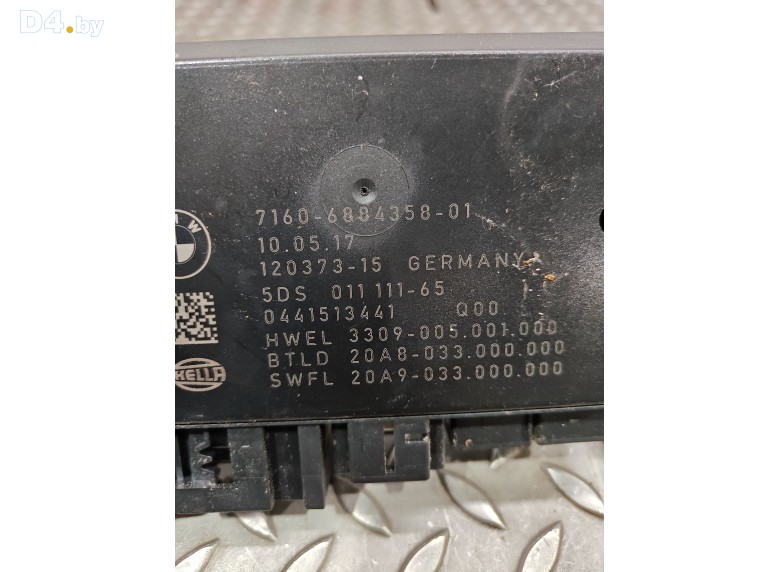 D4.by
7160-6884358-01
10.05.17
120373-15 GERMANY
5DS 011 111-65
0441513441 Q00
HWEL 3309-005.001.000
BTLD 20A8-033.000.000
HELLA
SWFL 20A9-033.000.000